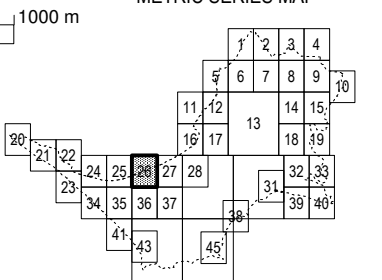 METRIC SERIES MAP
1000 m
1 2 3 4
5 6 7 8 9
10
11 12 13 14 15
16 17 18 19
20 21 22
23 24 25 26 27 28
31 32 33
34 35 36 37 38 39 40
41 43 45